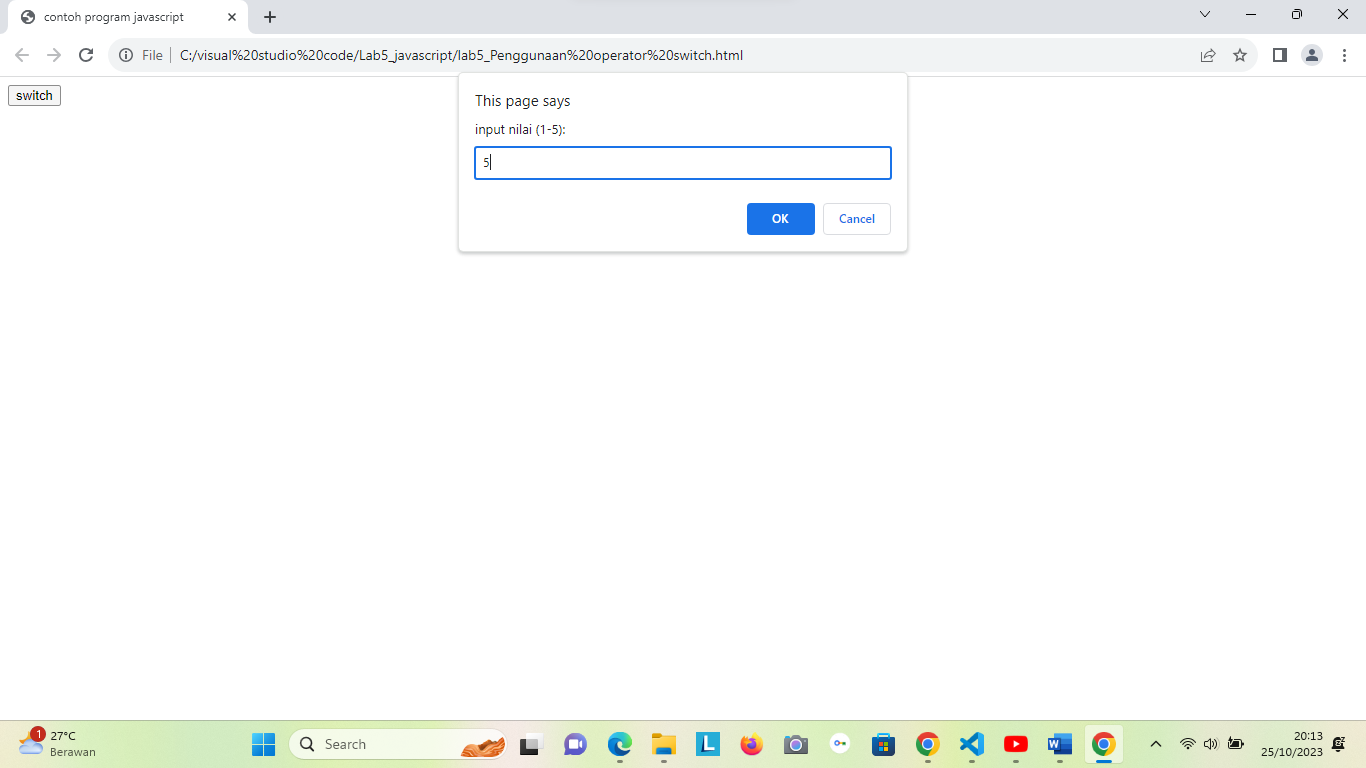 contoh program javascript
File
C:/visual%20studio%20code/Lab5_javascript/lab5_Penggunaan%20operator%20switch.html
switch
This page says
input nilai (1-5):
5
OK
Cancel
1
27°C
Berawan
Search
L
W
20:13
25/10/2023